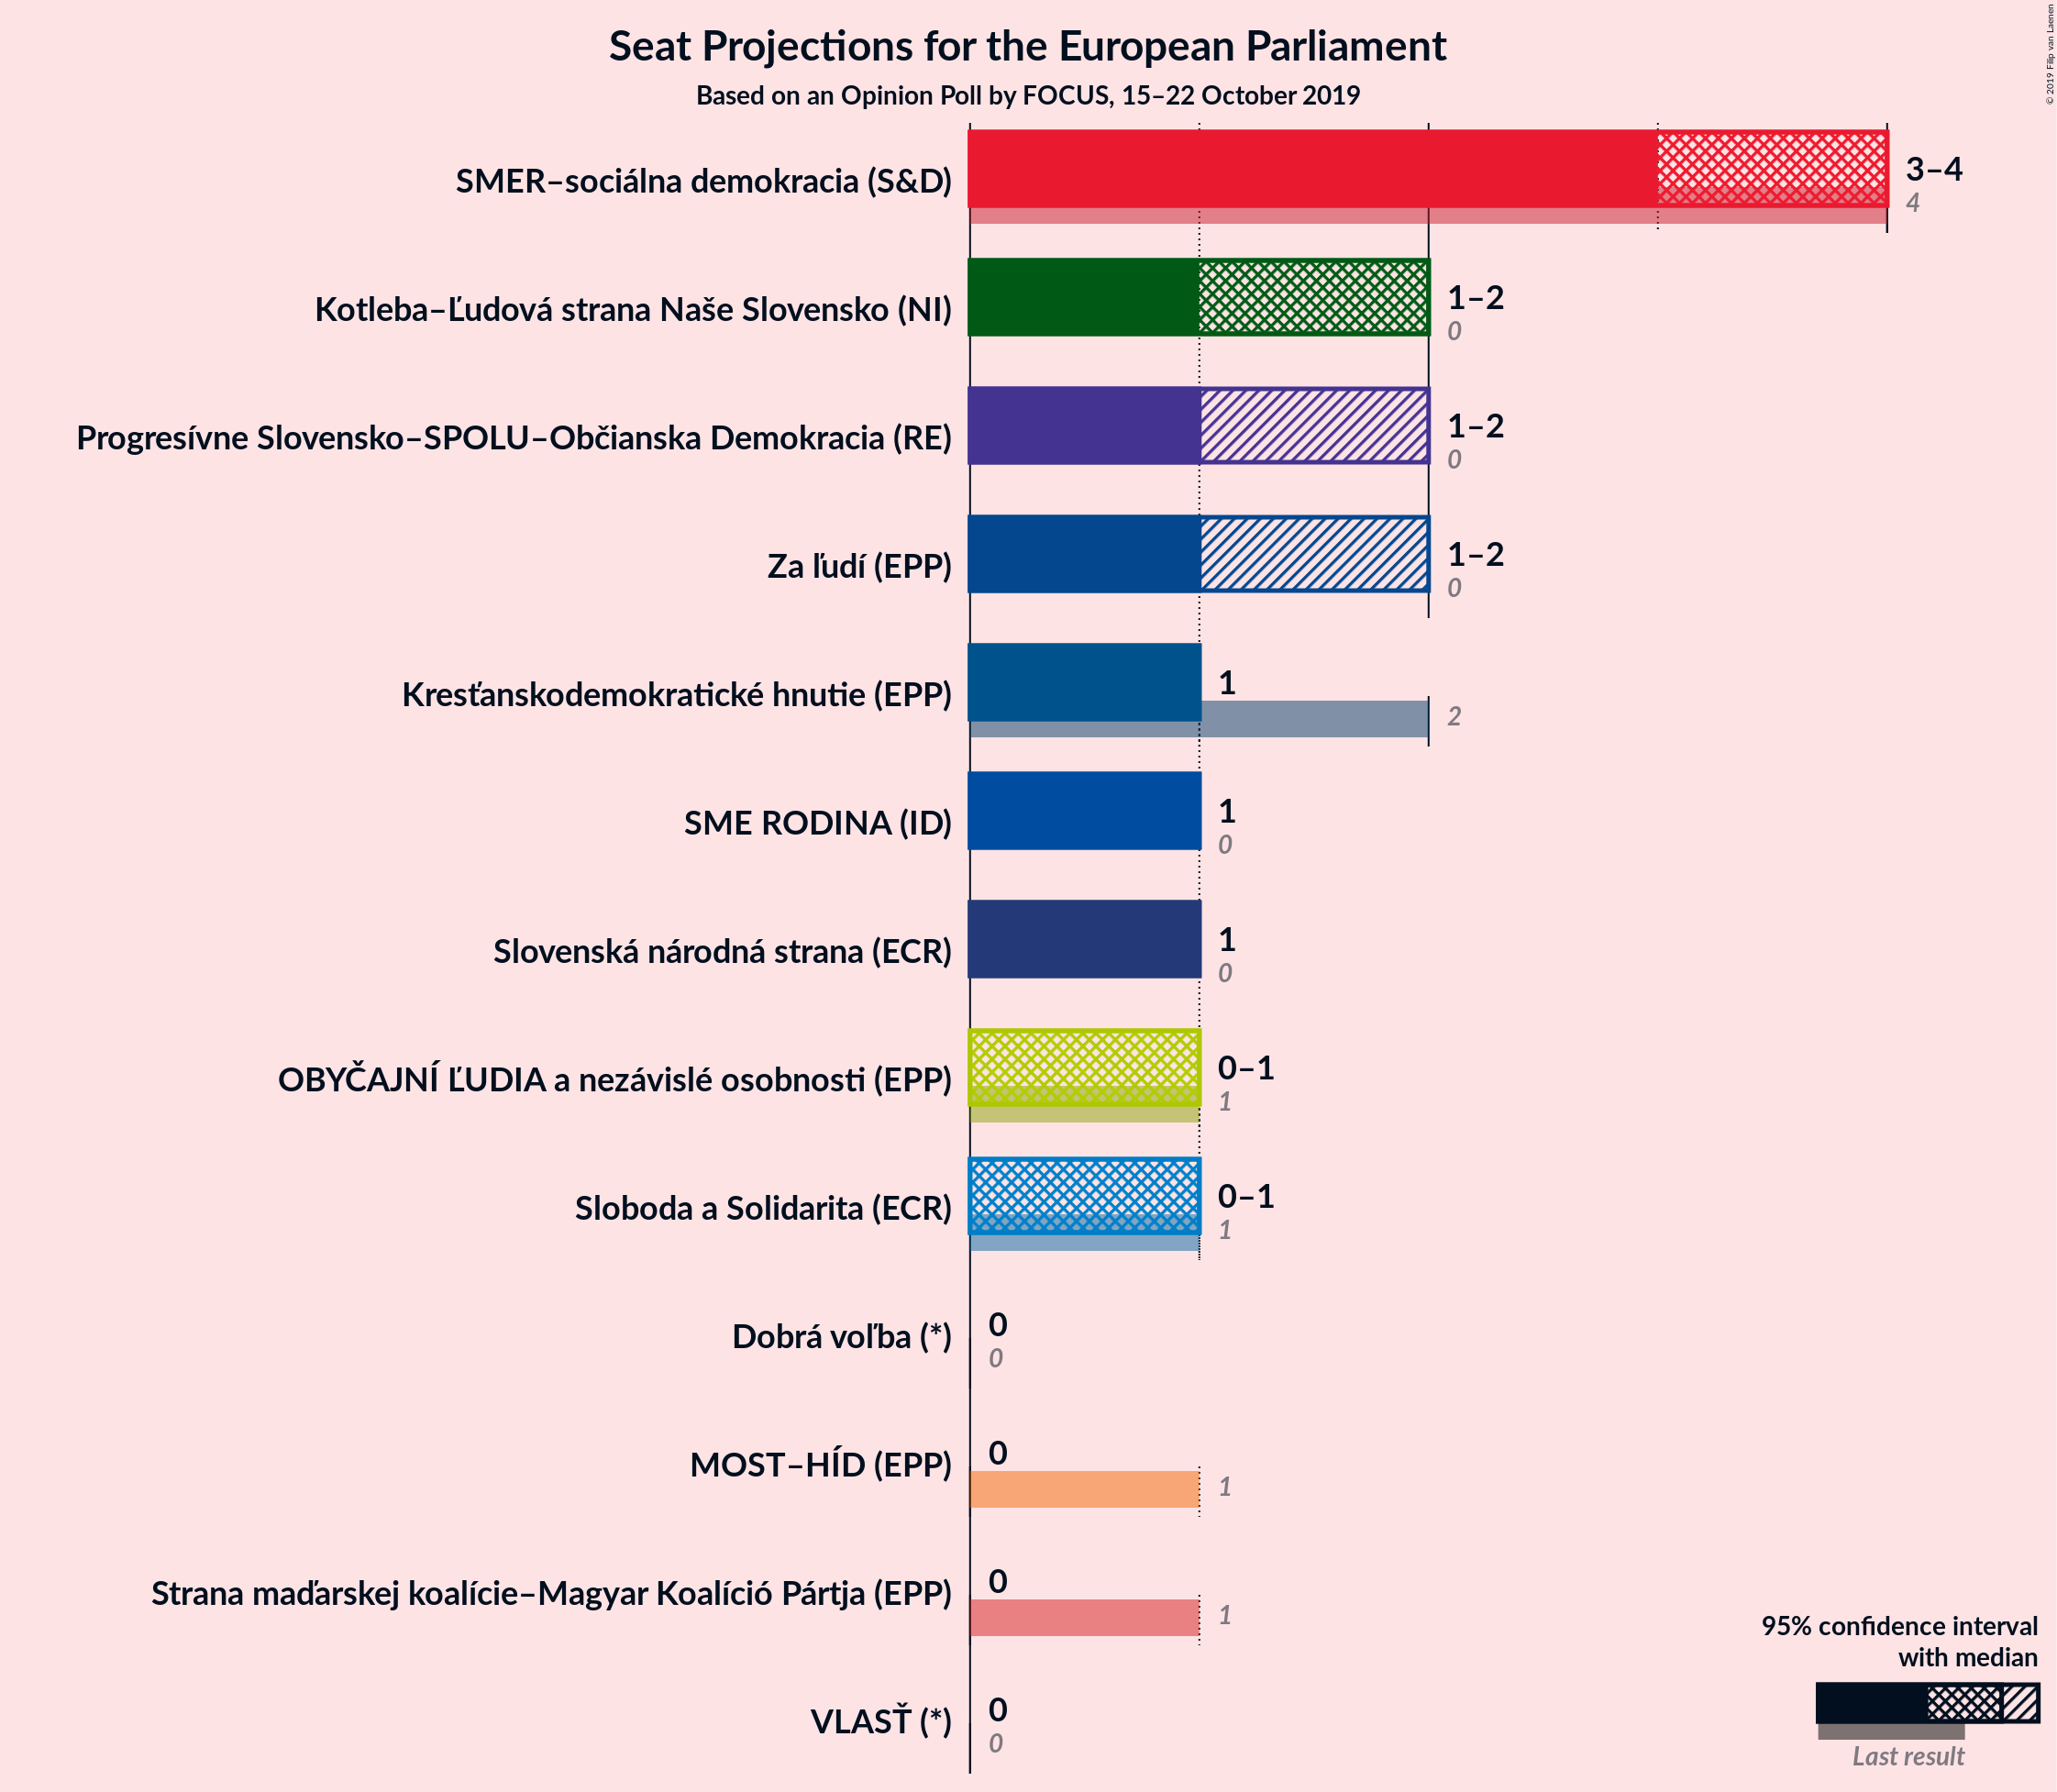 Seat Projections for the European Parliament
Based on an Opinion Poll by FOCUS, 15–22 October 2019
© 2019 Filip van Laenen
SMER–sociálna demokracia (S&D)
3–4
4
Kotleba–Ľudová strana Naše Slovensko (NI)
1–2
0
Progresívne Slovensko–SPOLU–Občianska Demokracia (RE)
1–2
0
Za ľudí (EPP)
1–2
0
Kresťanskodemokratické hnutie (EPP)
1
2
SME RODINA (ID)
1
0
Slovenská národná strana (ECR)
1
0
OBYČAJNÍ ĽUDIA a nezávislé osobnosti (EPP)
0–1
1
Sloboda a Solidarita (ECR)
0–1
1
Dobrá voľba (*)
0
0
MOST–HÍD (EPP)
0
1
Strana maďarskej koalície–Magyar Koalíció Pártja (EPP)
0
1
VLASŤ (*)
0
0
95% confidence interval
with median
Last result